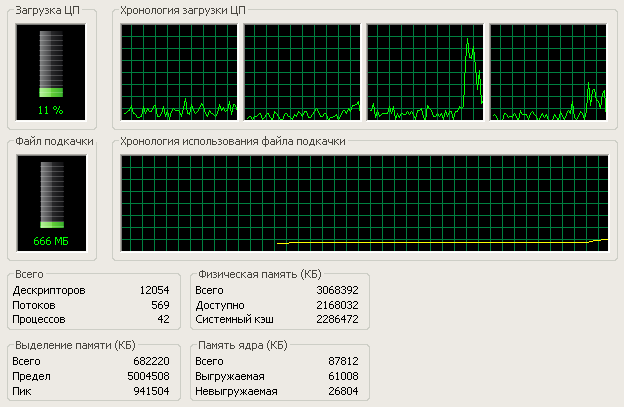 Загрузка ЦП
Хронология загрузки ЦП
11 %
Файл подкачки
Хронология использования файла подкачки
666 МБ
Всего
Дескрипторов 12054
Потоков 569
Процессов 42
Физическая память (КБ)
Всего 3068392
Доступно 2168032
Системный кэш 2286472
Выделение памяти (КБ)
Всего 682220
Предел 5004508
Пик 941504
Память ядра (КБ)
Всего 87812
Выгружаемая 61008
Невыгружаемая 26804